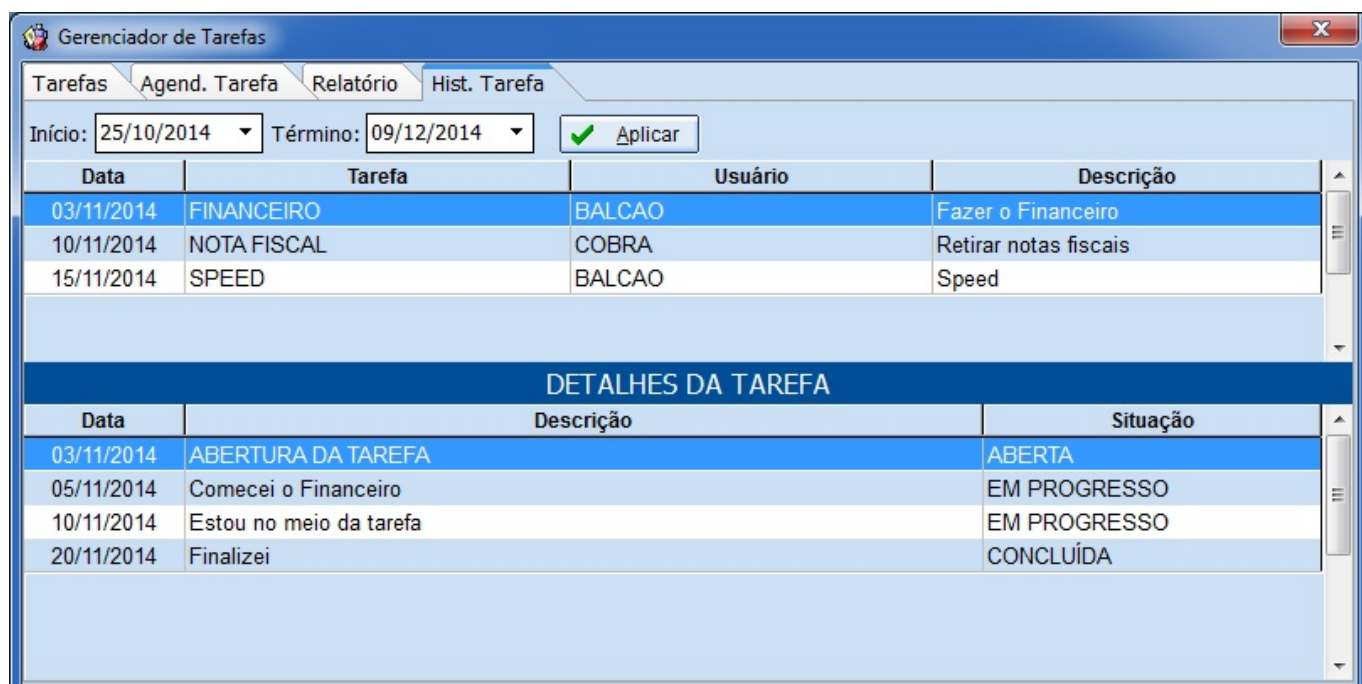 Gerenciador de Tarefas
Tarefas Agend. Tarefa Relatório Hist. Tarefa
Início: 25/10/2014 Término: 09/12/2014 Aplicar
Data Tarefa Usuário Descrição
03/11/2014 FINANCEIRO BALCAO Fazer o Financeiro
10/11/2014 NOTA FISCAL COBRA Retirar notas fiscais
15/11/2014 SPEED BALCAO Speed
DETALHES DA TAREFA
Data Descrição Situação
03/11/2014 ABERTURA DA TAREFA ABERTA
05/11/2014 Comecei o Financeiro EM PROGRESSO
10/11/2014 Estou no meio da tarefa EM PROGRESSO
20/11/2014 Finalizei CONCLUÍDA